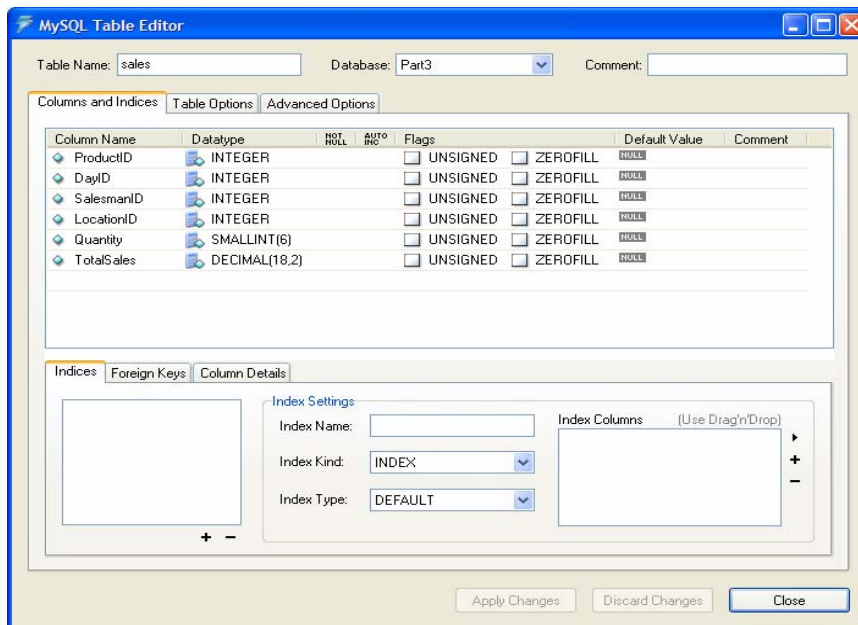 MySQL Table Editor
Table Name: sales Database: Part3 Comment:
Columns and Indices Table Options Advanced Options
Column Name Datatype NOT NULL AUTO INC Flags Default Value Comment
ProductID INTEGER UNSIGNED ZEROFILL NULL
DayID INTEGER UNSIGNED ZEROFILL NULL
SalesmanID INTEGER UNSIGNED ZEROFILL NULL
LocationID INTEGER UNSIGNED ZEROFILL NULL
Quantity SMALLINT(6) UNSIGNED ZEROFILL NULL
TotalSales DECIMAL(18,2) UNSIGNED ZEROFILL NULL
Indices Foreign Keys Column Details
Index Settings
Index Name: Index Columns (Use Drag'n'Drop)
Index Kind: INDEX
Index Type: DEFAULT
Apply Changes Discard Changes Close